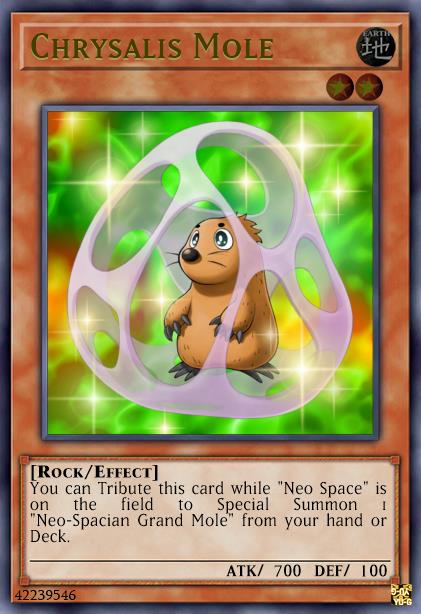 CHRYSALIS MOLE
EARTH
地
[ROCK/EFFECT]
You can Tribute this card while "Neo Space" is
on the field to Special Summon 1
"Neo-Spacian Grand Mole" from your hand or
Deck.
ATK/ 700 DEF/ 100
42239546